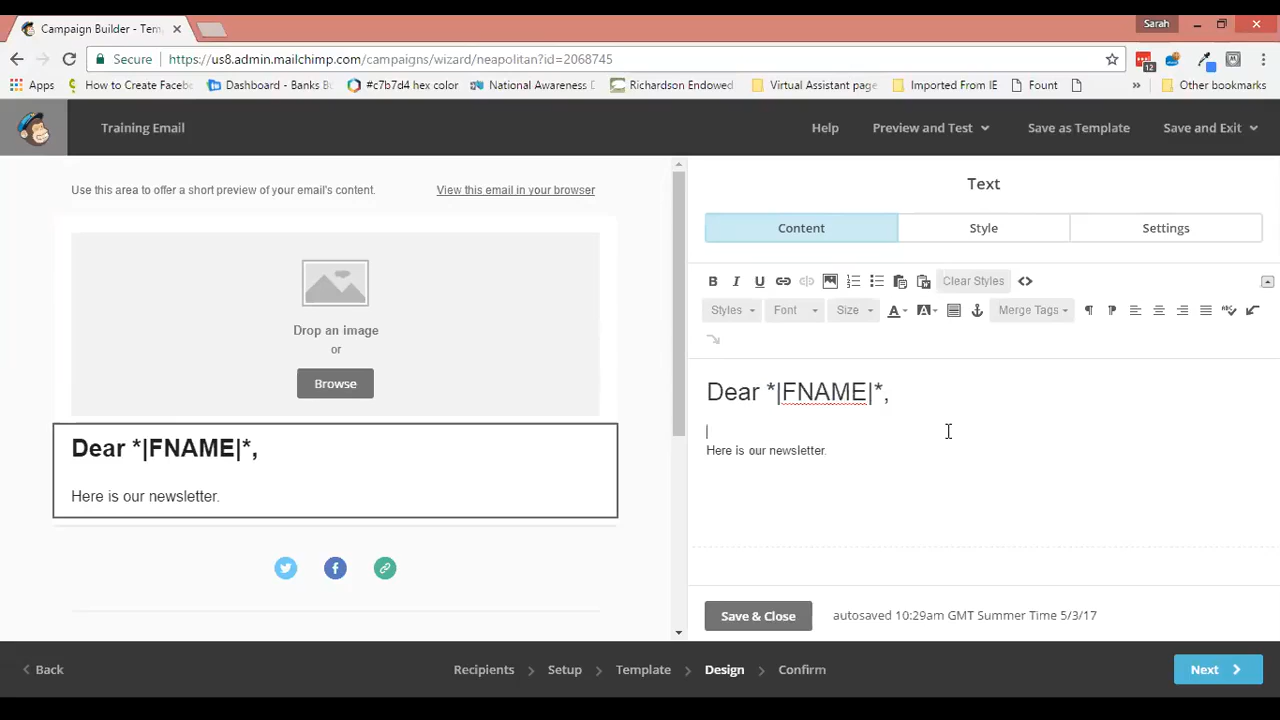 Sarah
Campaign Builder - Tem
Secure
https://us8.admin.mailchimp.com/campaigns/wizard/neapolitan?id=2068745
12
Apps
How to Create Faceb
Dashboard - Banks Bu
#c7b7d4 hex color
National Awareness D
Richardson Endowed
Virtual Assistant page
Imported From IE
Fount
»
Other bookmarks
Training Email
Help
Preview and Test
Save as Template
Save and Exit
Use this area to offer a short preview of your email's content.
View this email in your browser
Drop an image
or
Browse
Dear *|FNAME|*,
Here is our newsletter.
Text
Content
Style
Settings
B I U
Clear Styles
Styles
Font
Size
A
A
Merge Tags
Dear *|FNAME|*,
Here is our newsletter.
Save & Close
autosaved 10:29am GMT Summer Time 5/3/17
Back
Recipients
Setup
Template
Design
Confirm
Next